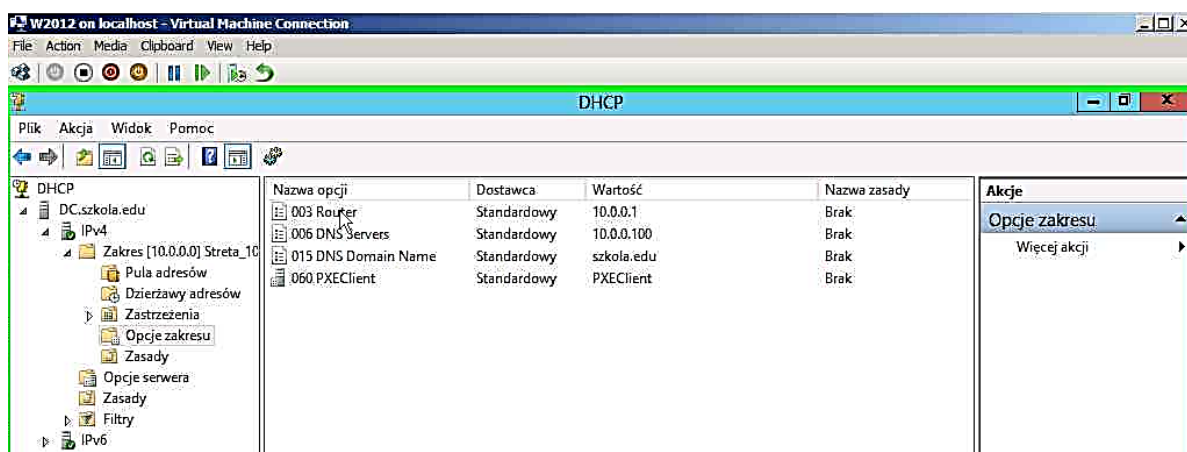 W2012 on localhost - Virtual Machine Connection
File Action Media Clipboard View Help
DHCP
Plik Akcja Widok Pomoc
DHCP
DC.szkola.edu
IPv4
Zakres [10.0.0.0] Streta_10
Pula adresów
Dzierżawy adresów
Zastrzeżenia
Opcje zakresu
Zasady
Opcje serwera
Zasady
Filtry
IPv6
Nazwa opcji Dostawca Wartość Nazwa zasady
003 Router Standardowy 10.0.0.1 Brak
006 DNS Servers Standardowy 10.0.0.100 Brak
015 DNS Domain Name Standardowy szkola.edu Brak
060 PXEClient Standardowy PXEClient Brak
Akcje
Opcje zakresu
Więcej akcji